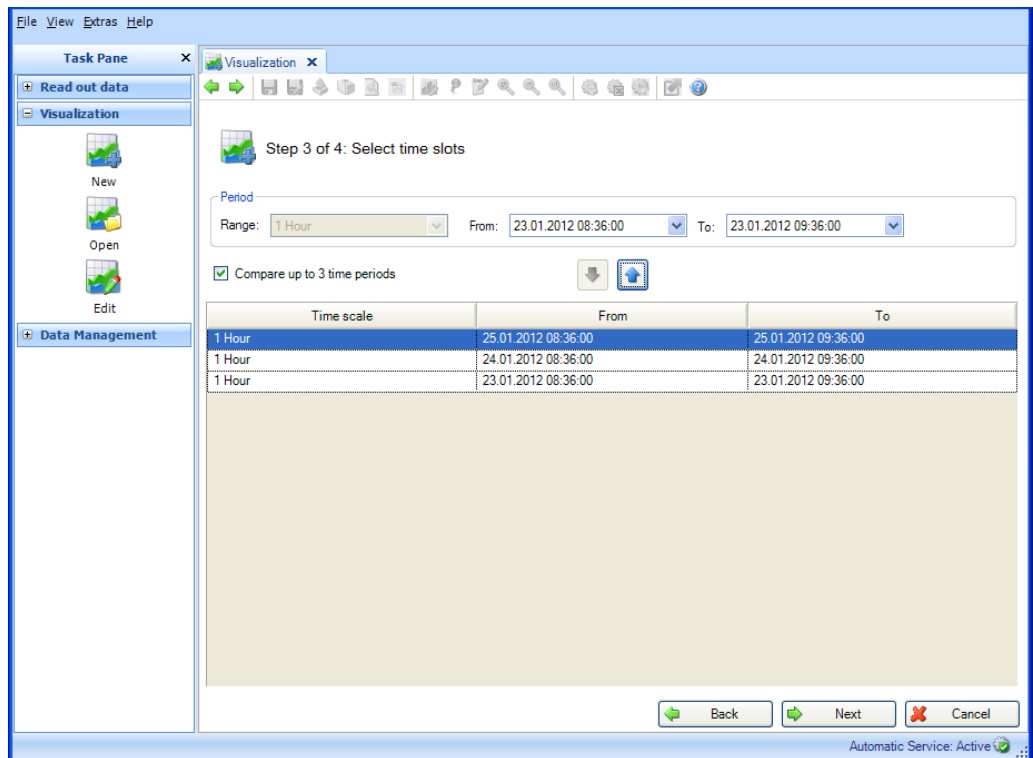 File View Extras Help
Task Pane
Read out data
Visualization
New
Open
Edit
Data Management
Visualization
Step 3 of 4: Select time slots
Period
Range: 1 Hour From: 23.01.2012 08:36:00 To: 23.01.2012 09:36:00
Compare up to 3 time periods
Time scale From To
1 Hour 25.01.2012 08:36:00 25.01.2012 09:36:00
1 Hour 24.01.2012 08:36:00 24.01.2012 09:36:00
1 Hour 23.01.2012 08:36:00 23.01.2012 09:36:00
Back Next Cancel
Automatic Service: Active